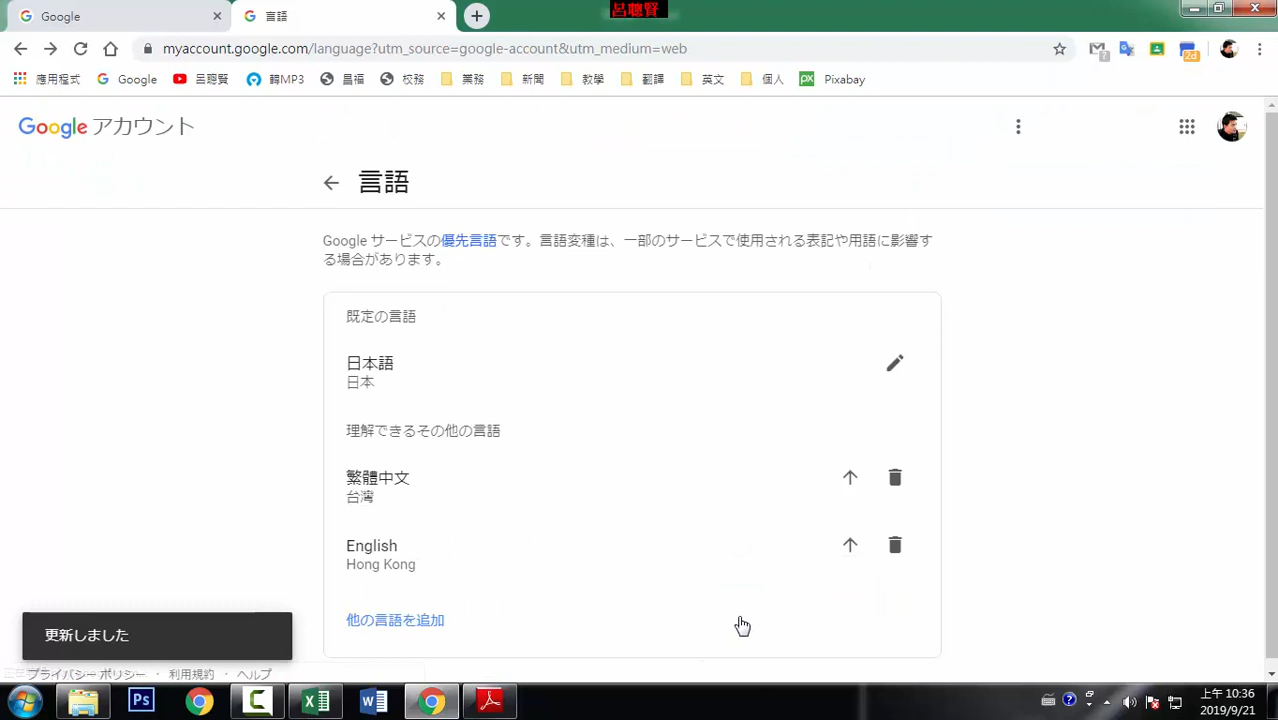 呂聰賢
Google
言語
myaccount.google.com/language?utm_source=google-account&utm_medium=web
應用程式
Google
呂聰賢
轉MP3
昌福
校務
業務
新聞
教學
翻譯
英文
個人
px
Pixabay
7
2d
Google アカウント
言語
Google サービスの優先言語です。言語変種は、一部のサービスで使用される表記や用語に影響す
る場合があります。
既定の言語
日本語
日本
理解できるその他の言語
繁體中文
台灣
English
Hong Kong
他の言語を追加
更新しました
プライバシー ポリシー · 利用規約 · ヘルプ
Ps
上午 10:36
2019/9/21